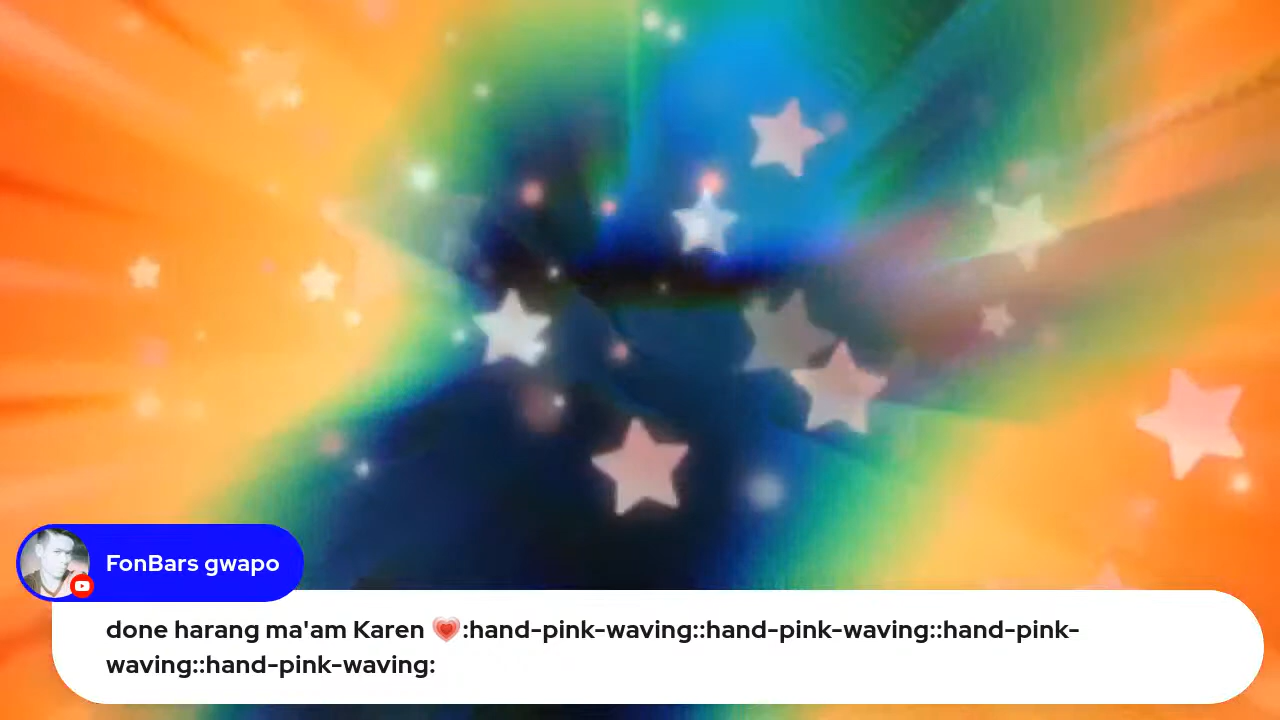 FonBars gwapo
done harang ma'am Karen 💗:hand-pink-waving::hand-pink-waving::hand-pink-
waving::hand-pink-waving: